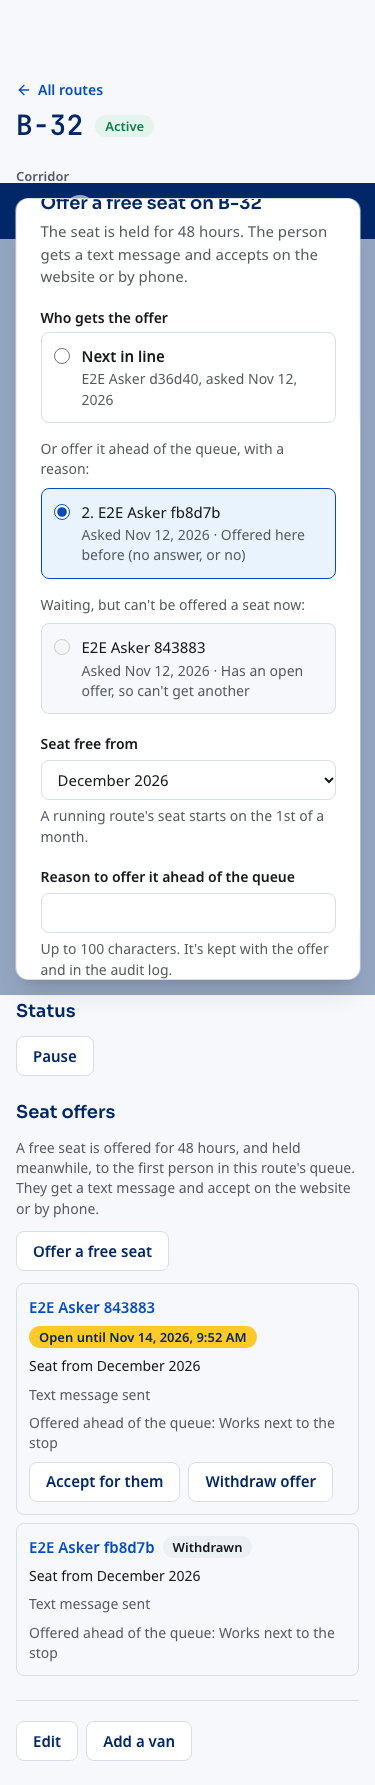 ← All routes
B-32 Active
Corridor
Offer a free seat on B-32
The seat is held for 48 hours. The person
gets a text message and accepts on the
website or by phone.
Who gets the offer
Next in line
E2E Asker d36d40, asked Nov 12,
2026
Or offer it ahead of the queue, with a
reason:
2. E2E Asker fb8d7b
Asked Nov 12, 2026 · Offered here
before (no answer, or no)
Waiting, but can't be offered a seat now:
E2E Asker 843883
Asked Nov 12, 2026 · Has an open
offer, so can't get another
Seat free from
December 2026
A running route's seat starts on the 1st of a
month.
Reason to offer it ahead of the queue
Up to 100 characters. It's kept with the offer
and in the audit log.
Status
Pause
Seat offers
A free seat is offered for 48 hours, and held
meanwhile, to the first person in this route's queue.
They get a text message and accept on the website
or by phone.
Offer a free seat
E2E Asker 843883
Open until Nov 14, 2026, 9:52 AM
Seat from December 2026
Text message sent
Offered ahead of the queue: Works next to the
stop
Accept for them Withdraw offer
E2E Asker fb8d7b Withdrawn
Seat from December 2026
Text message sent
Offered ahead of the queue: Works next to the
stop
Edit Add a van